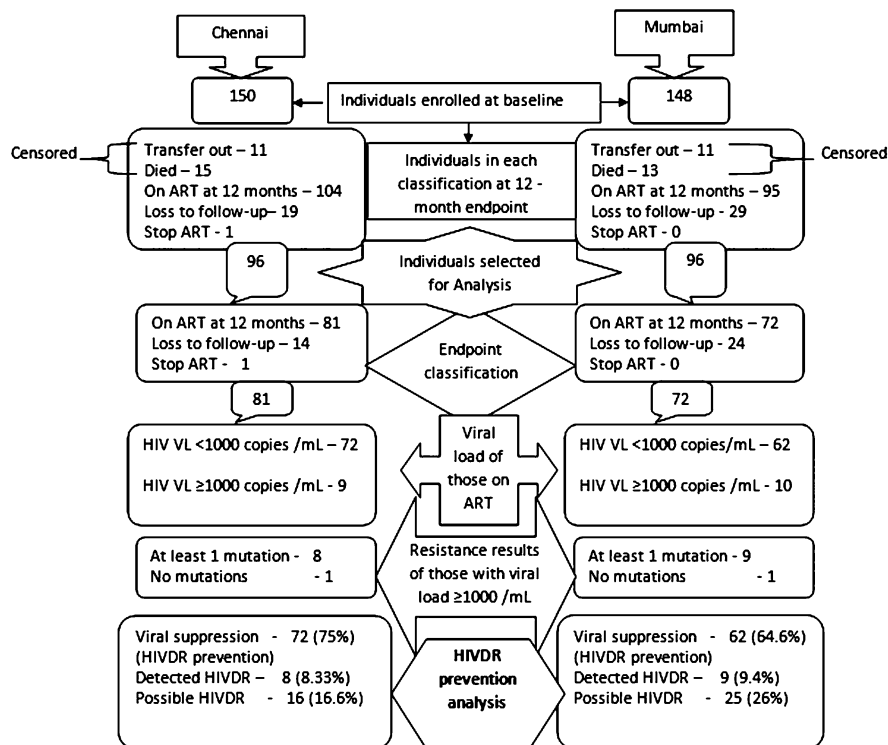 Chennai
Mumbai
150
Individuals enrolled at baseline
148
Censored
Transfer out – 11
Died – 15
On ART at 12 months – 104
Loss to follow-up– 19
Stop ART - 1
Individuals in each
classification at 12 -
month endpoint
Transfer out – 11
Died – 13
On ART at 12 months – 95
Loss to follow-up - 29
Stop ART - 0
Censored
96
Individuals selected
for Analysis
96
On ART at 12 months – 81
Loss to follow-up - 14
Stop ART - 1
Endpoint
classification
On ART at 12 months – 72
Loss to follow-up - 24
Stop ART - 0
81
72
HIV VL <1000 copies /mL – 72
HIV VL ≥1000 copies /mL - 9
Viral
load of
those on
ART
HIV VL <1000 copies/mL – 62
HIV VL ≥1000 copies /mL - 10
At least 1 mutation - 8
No mutations - 1
Resistance results
of those with viral
load ≥1000 /mL
At least 1 mutation - 9
No mutations - 1
Viral suppression - 72 (75%)
(HIVDR prevention)
Detected HIVDR – 8 (8.33%)
Possible HIVDR - 16 (16.6%)
HIVDR
prevention
analysis
Viral suppression - 62 (64.6%)
(HIVDR prevention)
Detected HIVDR – 9 (9.4%)
Possible HIVDR - 25 (26%)